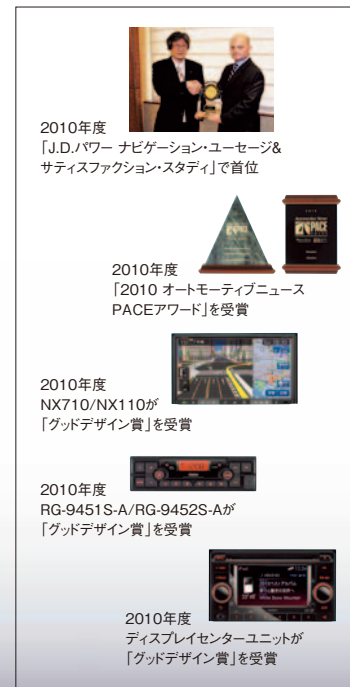 2010年度
「J.D.パワー ナビゲーション・ユーセージ&
サティスファクション・スタディ」で首位
2010
PACE
2010年度
「2010 オートモーティブニュース
PACEアワード」を受賞
2010年度
NX710/NX110が
「グッドデザイン賞」を受賞
2010年度
RG-9451S-A/RG-9452S-Aが
「グッドデザイン賞」を受賞
2010年度
ディスプレイセンターユニットが
「グッドデザイン賞」を受賞